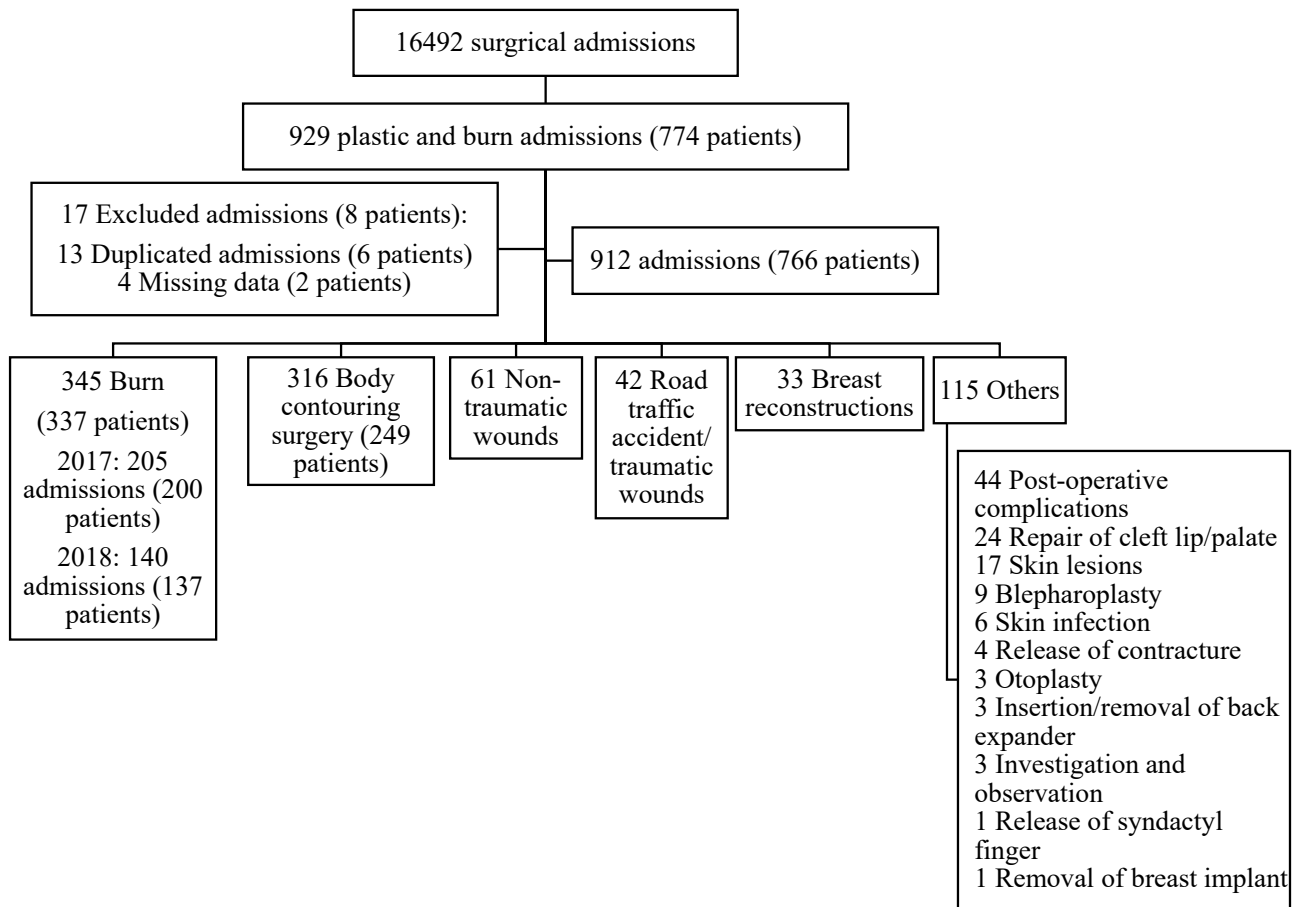 16492 surgrical admissions
929 plastic and burn admissions (774 patients)
17 Excluded admissions (8 patients):
13 Duplicated admissions (6 patients)
4 Missing data (2 patients)
912 admissions (766 patients)
345 Burn
(337 patients)
2017: 205
admissions (200
patients)
2018: 140
admissions (137
patients)
316 Body
contouring
surgery (249
patients)
61 Non-
traumatic
wounds
42 Road
traffic
accident/
traumatic
wounds
33 Breast
reconstructions
115 Others
44 Post-operative
complications
24 Repair of cleft lip/palate
17 Skin lesions
9 Blepharoplasty
6 Skin infection
4 Release of contracture
3 Otoplasty
3 Insertion/removal of back
expander
3 Investigation and
observation
1 Release of syndactyl
finger
1 Removal of breast implant